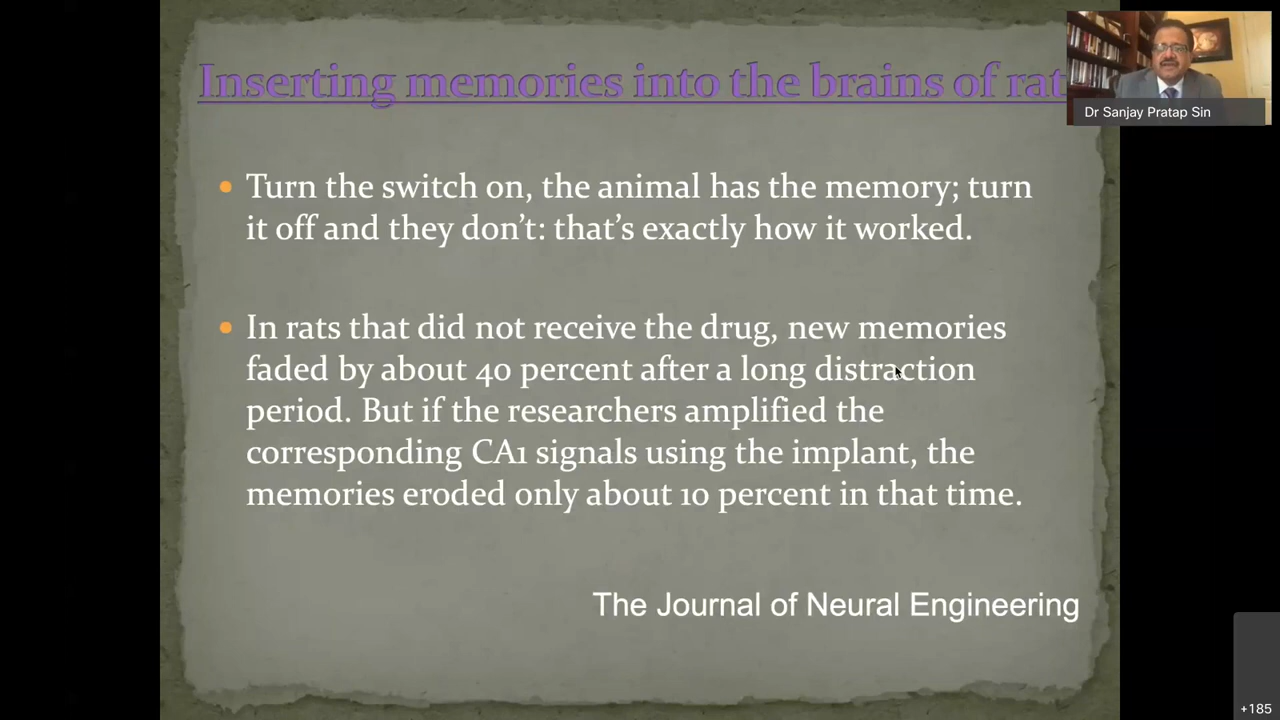 Inserting memories into the brains of rat
Dr Sanjay Pratap Sin
Turn the switch on, the animal has the memory; turn
it off and they don’t: that’s exactly how it worked.
In rats that did not receive the drug, new memories
faded by about 40 percent after a long distraction
period. But if the researchers amplified the
corresponding CA1 signals using the implant, the
memories eroded only about 10 percent in that time.
The Journal of Neural Engineering
+185